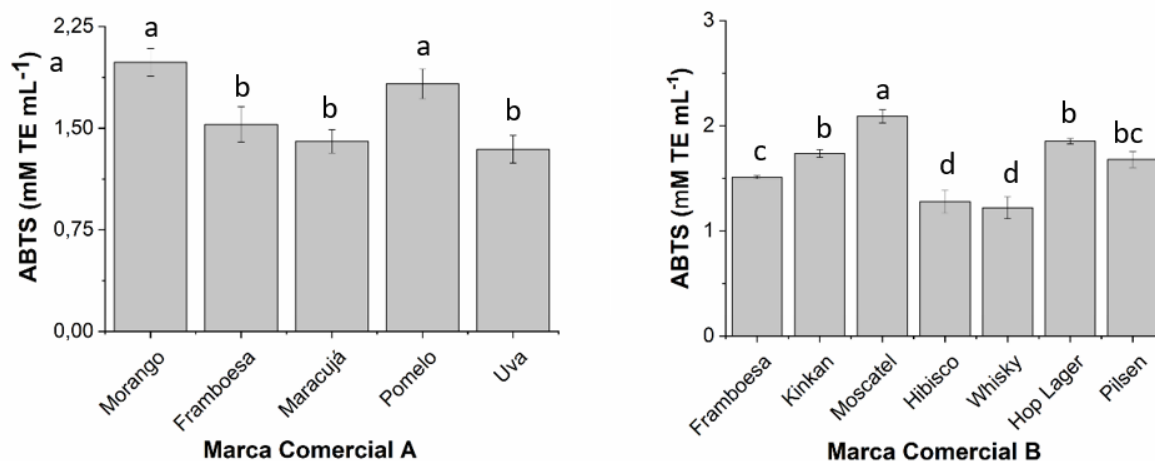 ABTS (mM TE mL⁻¹)
2,25
1,50
0,75
0,00
a
a
b
b
a
b
Morango
Framboesa
Maracujá
Pomelo
Uva
Marca Comercial A
ABTS (mM TE mL⁻¹)
3
2
1
0
c
b
a
d
d
b
bc
Framboesa
Kinkan
Moscatel
Hibisco
Whisky
Hop Lager
Pilsen
Marca Comercial B